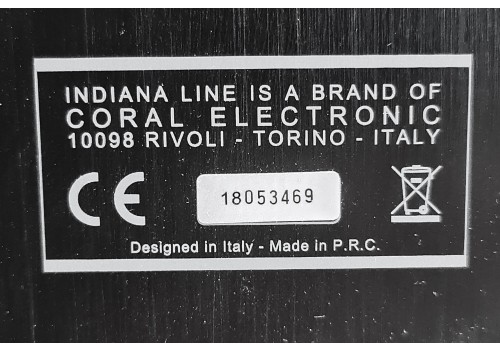 INDIANA LINE IS A BRAND OF
CORAL ELECTRONIC
10098 RIVOLI - TORINO - ITALY
CE
18053469
Designed in Italy - Made in P.R.C.